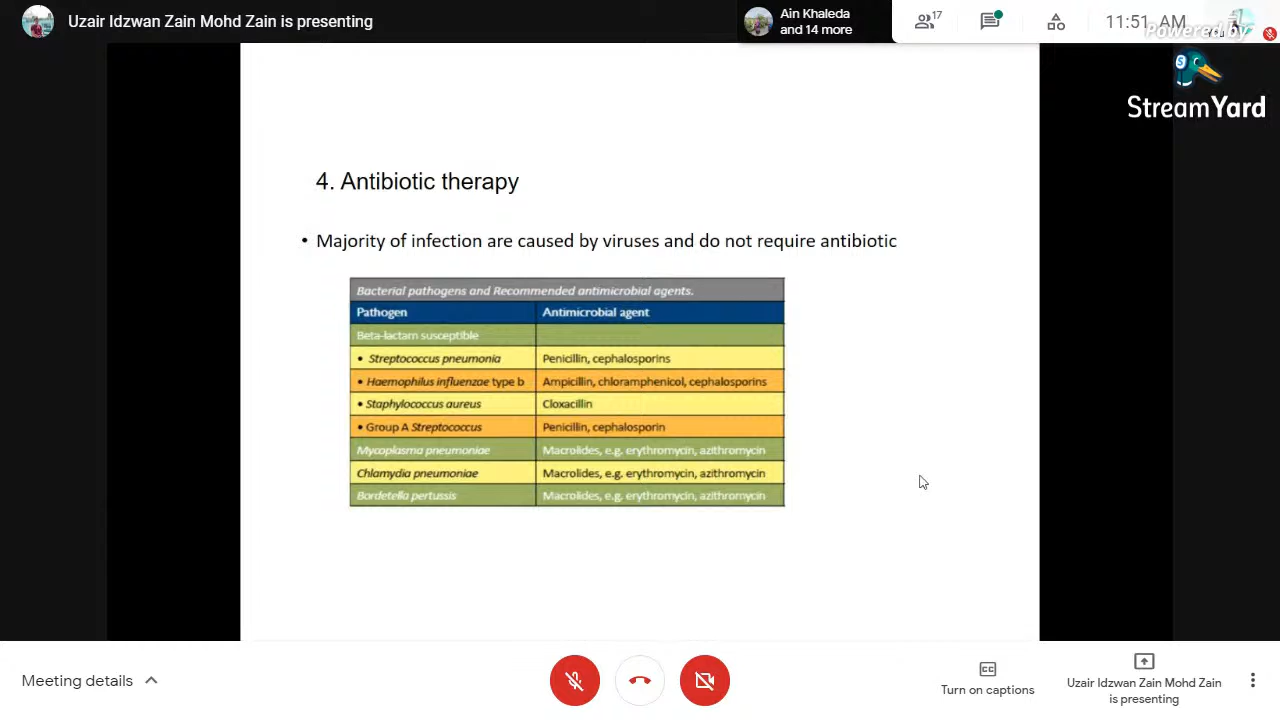 Uzair Idzwan Zain Mohd Zain is presenting
Ain Khaleda
and 14 more
17
11:51 AM
Powered by
StreamYard
4. Antibiotic therapy
• Majority of infection are caused by viruses and do not require antibiotic
Bacterial pathogens and Recommended antimicrobial agents.
Pathogen Antimicrobial agent
Beta-lactam susceptible
• Streptococcus pneumonia Penicillin, cephalosporins
• Haemophilus influenzae type b Ampicillin, chloramphenicol, cephalosporins
• Staphylococcus aureus Cloxacillin
• Group A Streptococcus Penicillin, cephalosporin
Mycoplasma pneumoniae Macrolides, e.g. erythromycin, azithromycin
Chlamydia pneumoniae Macrolides, e.g. erythromycin, azithromycin
Bordetella pertussis Macrolides, e.g. erythromycin, azithromycin
Meeting details
CC
Turn on captions
Uzair Idzwan Zain Mohd Zain
is presenting